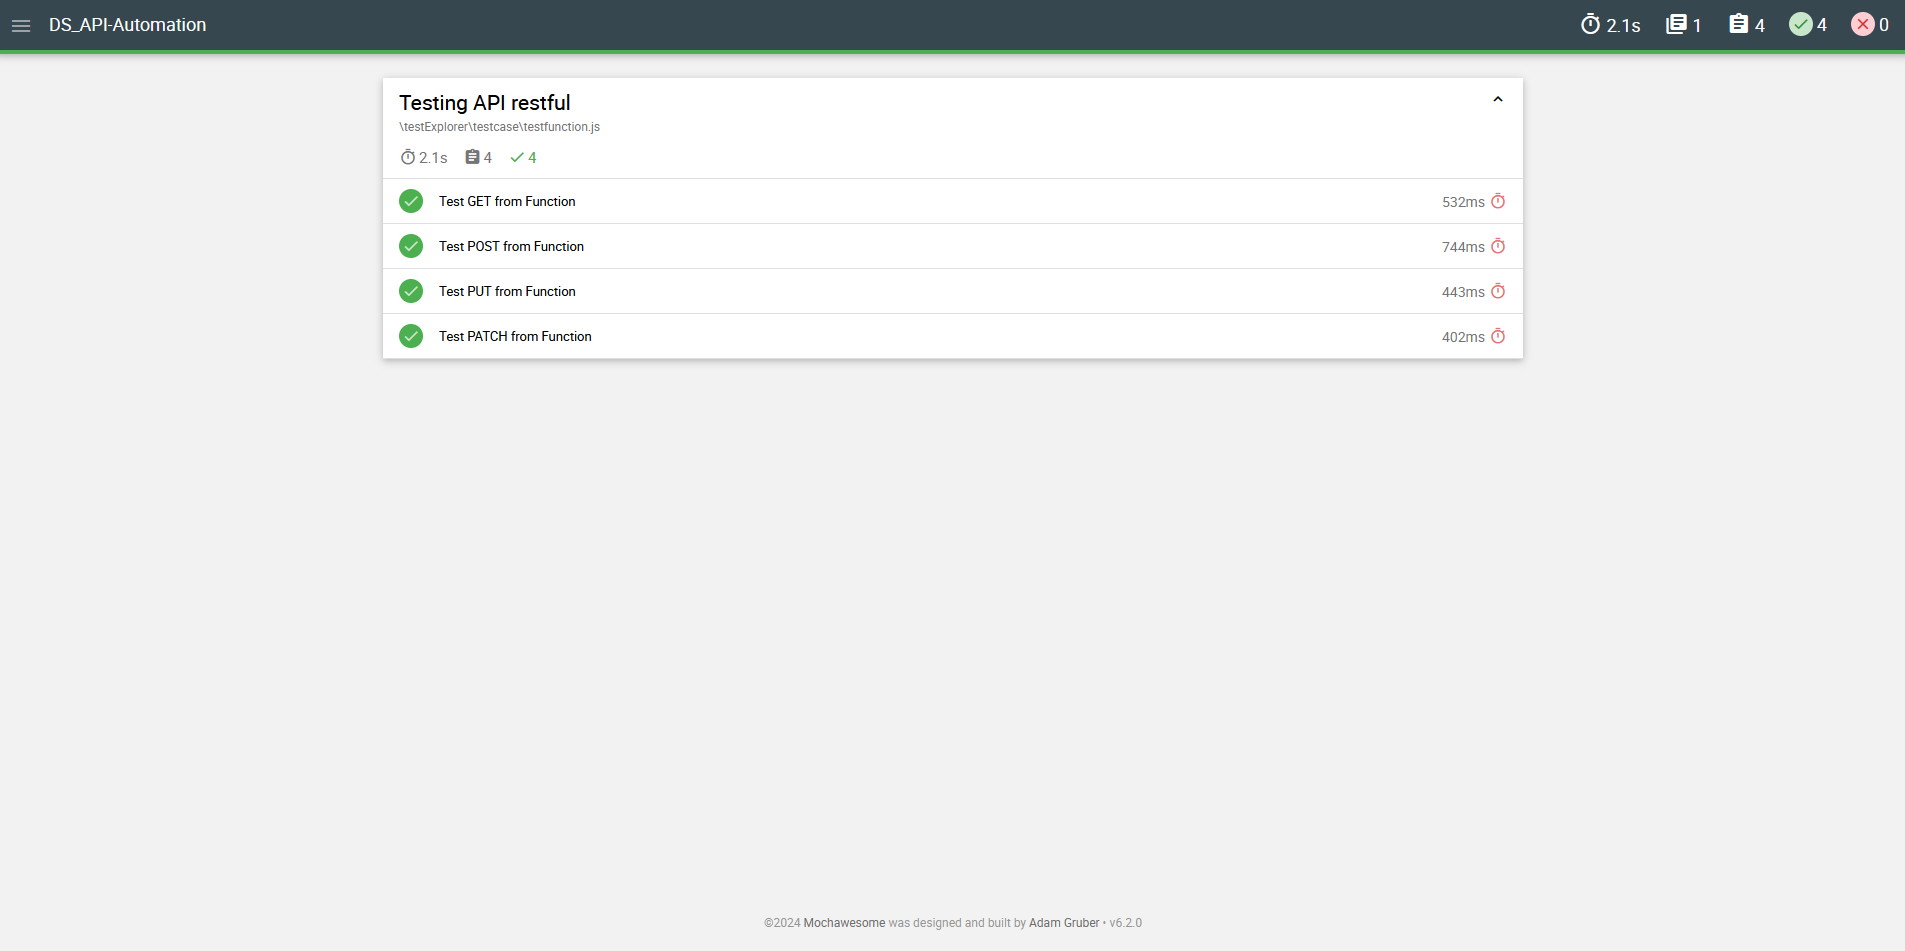 DS_API-Automation 2.1s 1 4 4 0
Testing API restful
\testExplorer\testcase\testfunction.js
2.1s 4 4
Test GET from Function 532ms
Test POST from Function 744ms
Test PUT from Function 443ms
Test PATCH from Function 402ms
©2024 Mochawesome was designed and built by Adam Gruber • v6.2.0